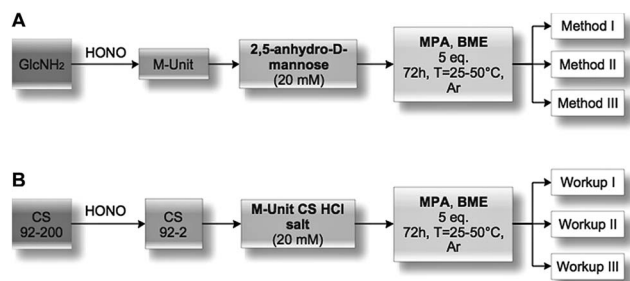 A
GlcNH₂
HONO
M-Unit
2,5-anhydro-D-
mannose
(20 mM)
MPA, BME
5 eq.
72h, T=25-50°C,
Ar
Method I
Method II
Method III
B
CS
92-200
HONO
CS
92-2
M-Unit CS HCl
salt
(20 mM)
MPA, BME
5 eq.
72h, T=25-50°C,
Ar
Workup I
Workup II
Workup III